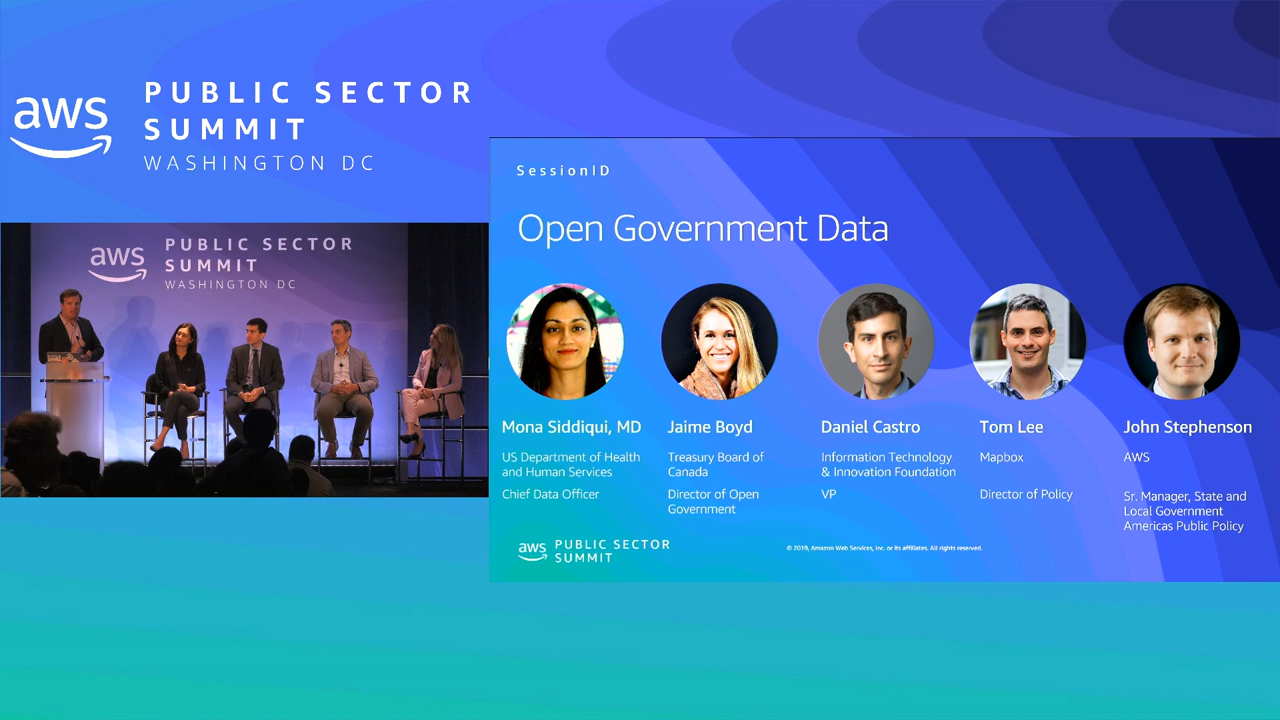 aws
PUBLIC SECTOR
SUMMIT
WASHINGTON DC
aws
PUBLIC SECTOR
SUMMIT
WASHINGTON DC
SessionID
Open Government Data
Mona Siddiqui, MD
US Department of Health
and Human Services
Chief Data Officer
Jaime Boyd
Treasury Board of
Canada
Director of Open
Government
Daniel Castro
Information Technology
& Innovation Foundation
VP
Tom Lee
Mapbox
Director of Policy
John Stephenson
AWS
Sr. Manager, State and
Local Government
Americas Public Policy
aws
PUBLIC SECTOR
SUMMIT
© 2019, Amazon Web Services, Inc. or its affiliates. All rights reserved.